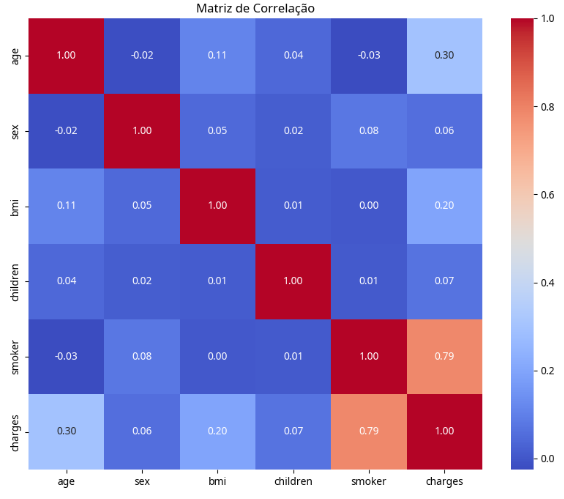 Matriz de Correlação
age 1.00 -0.02 0.11 0.04 -0.03 0.30
sex -0.02 1.00 0.05 0.02 0.08 0.06
bmi 0.11 0.05 1.00 0.01 0.00 0.20
children 0.04 0.02 0.01 1.00 0.01 0.07
smoker -0.03 0.08 0.00 0.01 1.00 0.79
charges 0.30 0.06 0.20 0.07 0.79 1.00
age sex bmi children smoker charges
1.0
0.8
0.6
0.4
0.2
0.0